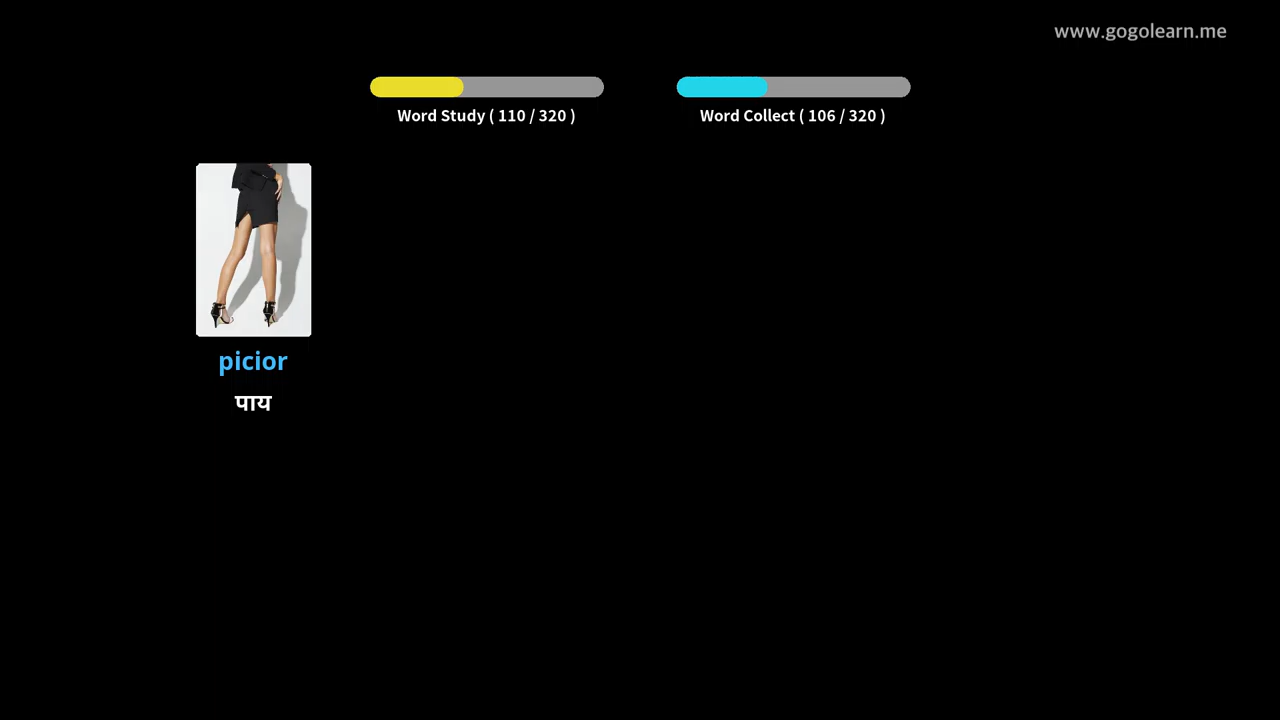 www.gogolearn.me
Word Study ( 110 / 320 )
Word Collect ( 106 / 320 )
picior
पाय